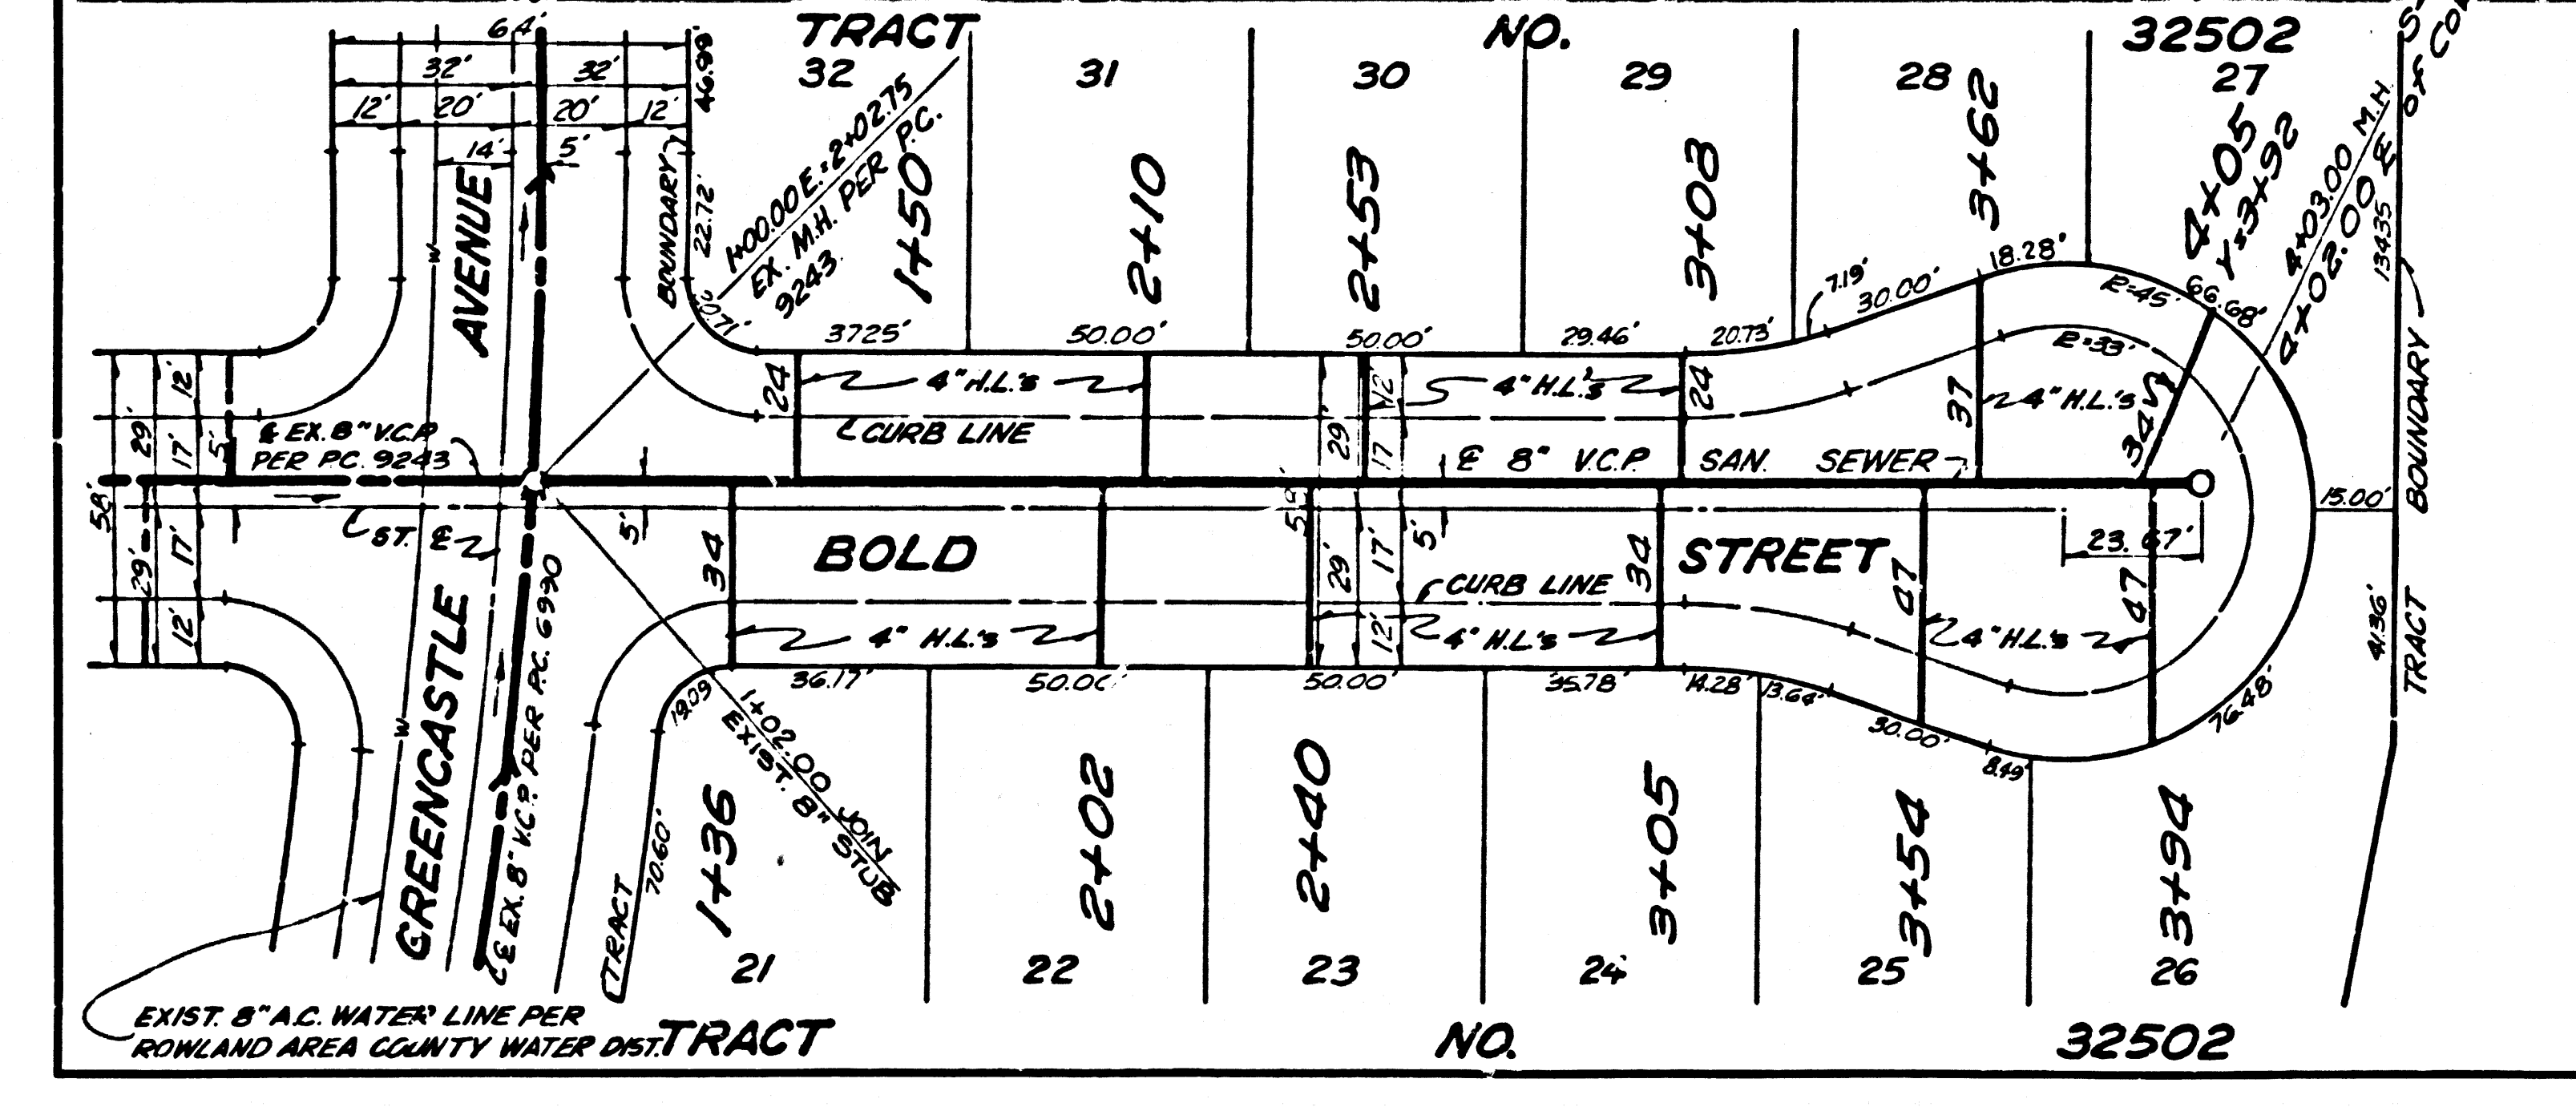 TRACT NO. 32502
32 31 30 29 28 27
64'
32' 32'
12' 20' 20' 12'
14' 5'
46.99'
BOUNDARY
22.72'
1+00.00 E.=2+02.75
EX. M.H. PER P.C.
9243.
1+50
2+10
2+53
3+08
3+62
4+05
Y=3+92
4+03.00 M.H.
4+02.00 ℄
134.35
BOUNDARY
AVENUE
37.25'
50.00'
50.00'
29.46'
20.73'
7.19'
30.00'
18.28'
R=45'
66.68'
R=33'
24
4" H.L.'s
12'
4" H.L.'s
24
37
4" H.L.'s
34
CURB LINE
29'
17
℄ 8" V.C.P. SAN. SEWER
12'
29'
17'
5'
℄ EX. 8" V.C.P.
PER P.C. 9243
58'
29'
17'
12'
ST. ℄
5'
34
BOLD STREET
5'
29'
17'
12'
5'
CURB LINE
34
47
47
23.67'
15.00'
41.36'
TRACT
4" H.L.'s
4" H.L.'s
4" H.L.'s
36.17'
50.00'
50.00'
35.78'
14.28'
13.64'
30.00'
8.49'
76.48'
19.09
1+02.00 JOIN
EXIST. 8" STUB
GREENCASTLE
℄ EX. 8" V.C.P. PER P.C. 6990
TRACT
70.60'
1+36
2+02
2+40
3+05
3+54
3+94
21 22 23 24 25 26
EXIST. 8" A.C. WATER LINE PER
ROWLAND AREA COUNTY WATER DIST.
TRACT NO. 32502